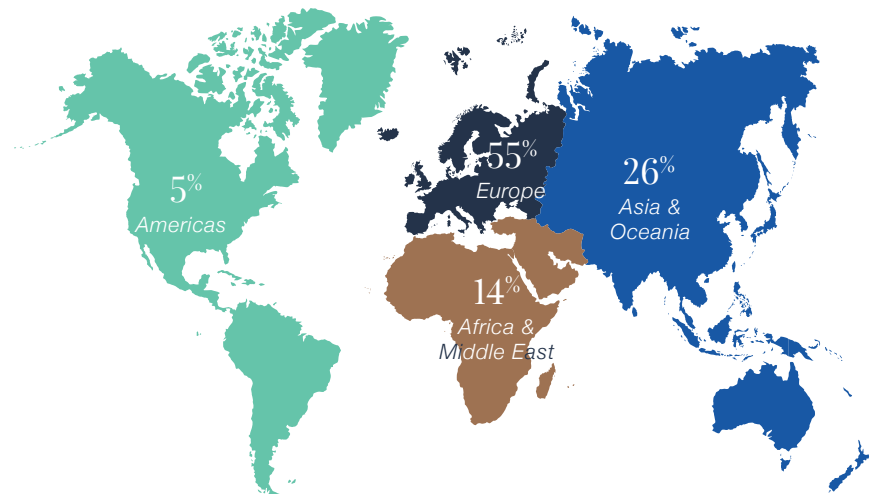 5%
Americas
55%
Europe
26%
Asia &
Oceania
14%
Africa &
Middle East